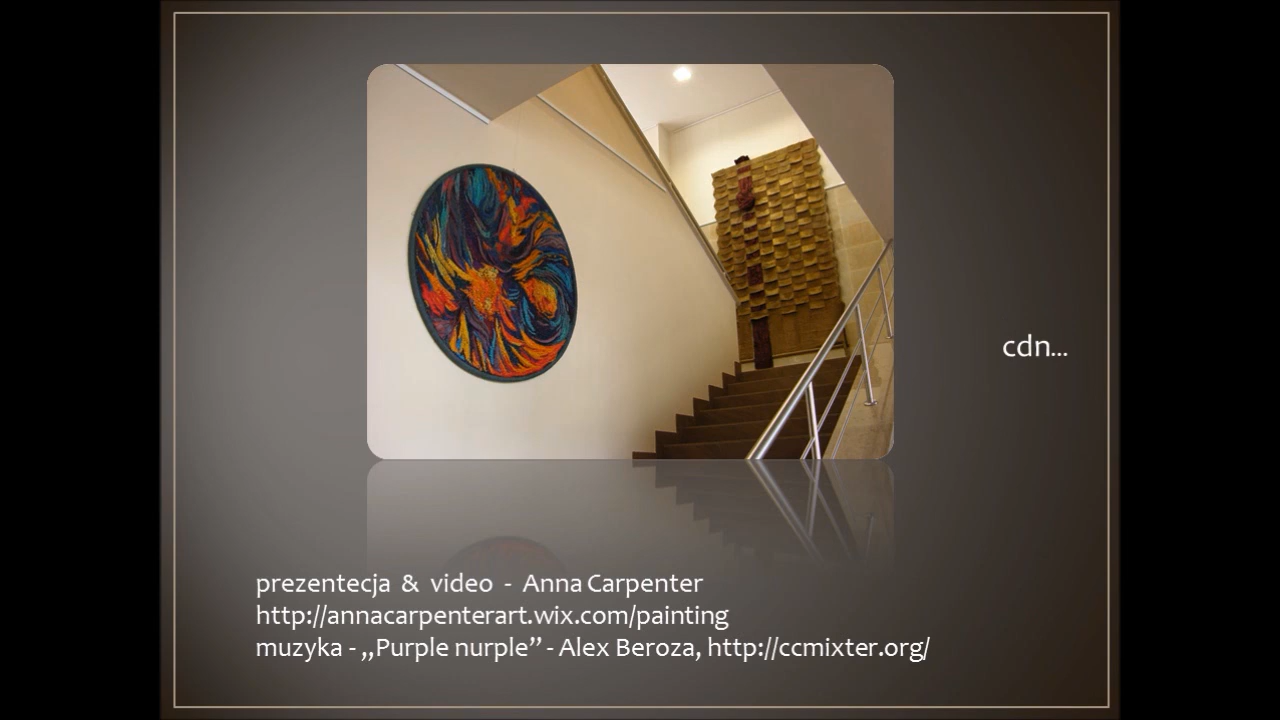 cdn...
prezentecja & video - Anna Carpenter
http://annacarpenterart.wix.com/painting
muzyka - „Purple nurple” - Alex Beroza, http://ccmixter.org/